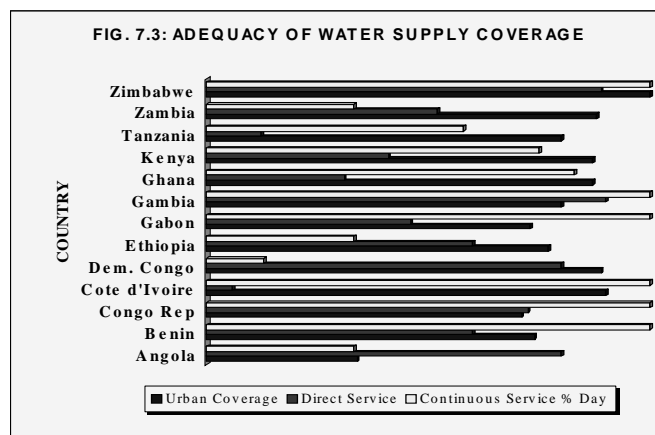 FIG. 7.3: ADEQUACY OF WATER SUPPLY COVERAGE
COUNTRY
Zimbabwe
Zambia
Tanzania
Kenya
Ghana
Gambia
Gabon
Ethiopia
Dem. Congo
Cote d'Ivoire
Congo Rep
Benin
Angola
Urban Coverage Direct Service Continuous Service % Day